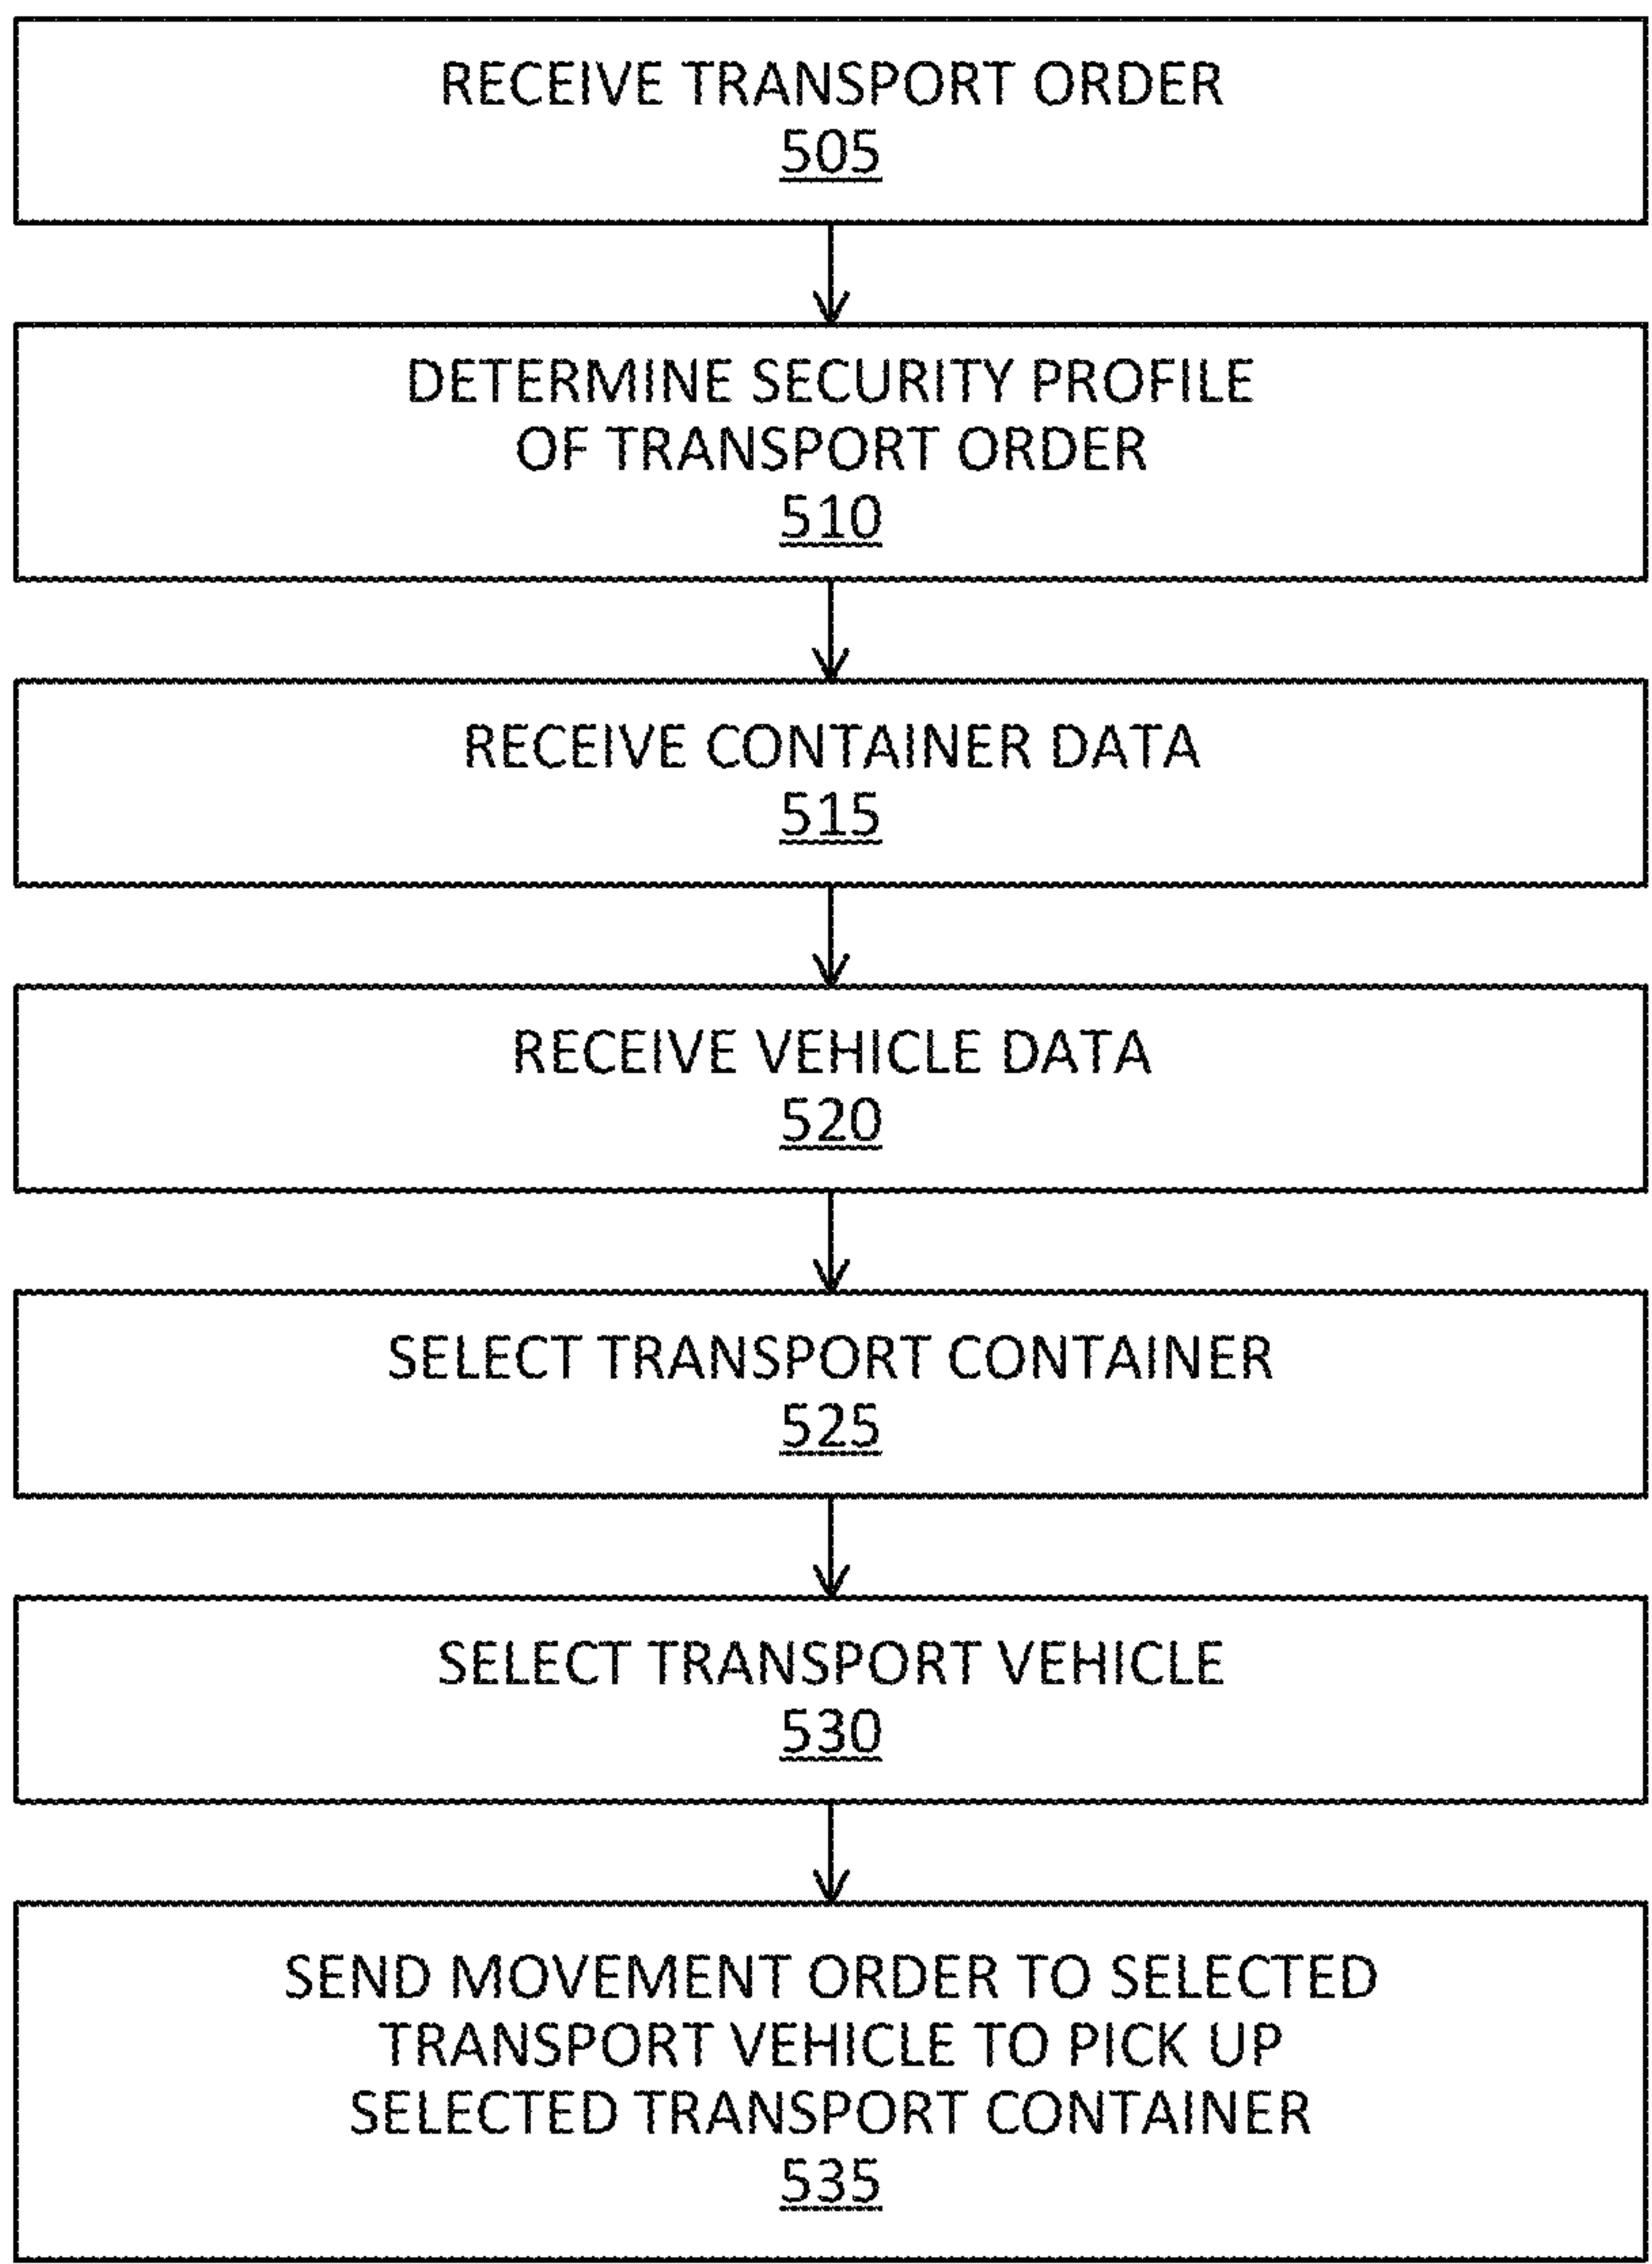 RECEIVE TRANSPORT ORDER
505
DETERMINE SECURITY PROFILE
OF TRANSPORT ORDER
510
RECEIVE CONTAINER DATA
515
RECEIVE VEHICLE DATA
520
SELECT TRANSPORT CONTAINER
525
SELECT TRANSPORT VEHICLE
530
SEND MOVEMENT ORDER TO SELECTED
TRANSPORT VEHICLE TO PICK UP
SELECTED TRANSPORT CONTAINER
535